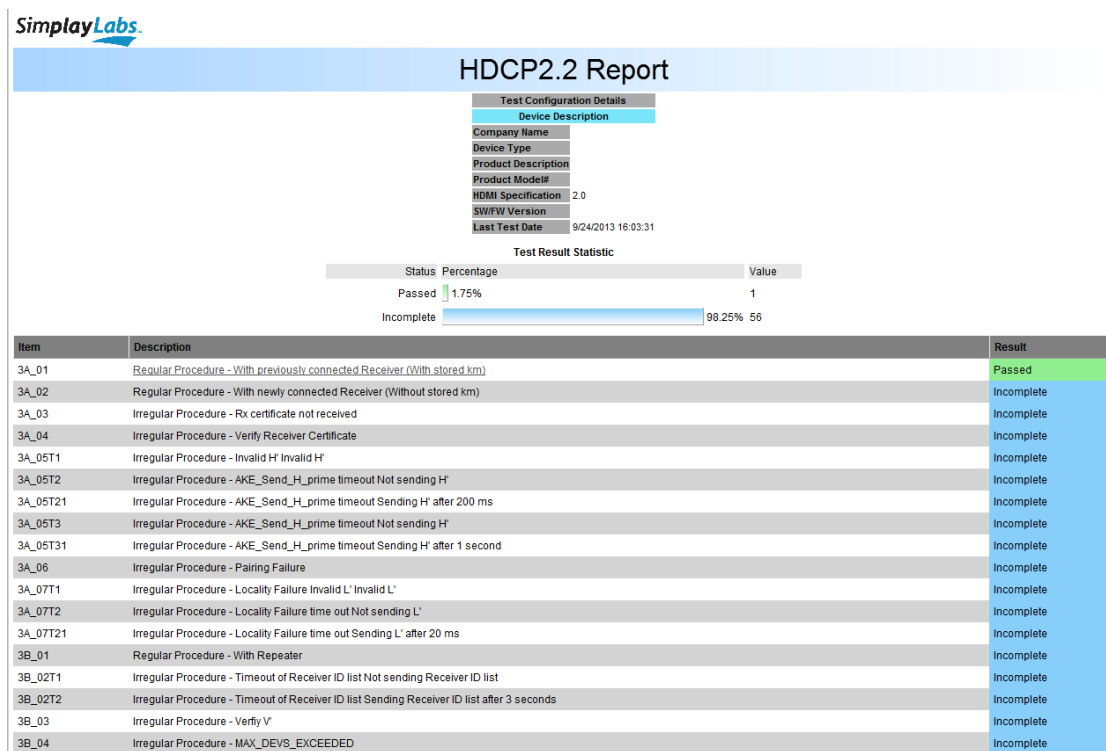 SimplayLabs™
HDCP2.2 Report
Test Configuration Details
Device Description
Company Name
Device Type
Product Description
Product Model#
HDMI Specification 2.0
SW/FW Version
Last Test Date 9/24/2013 16:03:31
Test Result Statistic
Status Percentage Value
Passed 1.75% 1
Incomplete 98.25% 56
Item Description Result
3A_01 Regular Procedure - With previously connected Receiver (With stored km) Passed
3A_02 Regular Procedure - With newly connected Receiver (Without stored km) Incomplete
3A_03 Irregular Procedure - Rx certificate not received Incomplete
3A_04 Irregular Procedure - Verify Receiver Certificate Incomplete
3A_05T1 Irregular Procedure - Invalid H' Invalid H' Incomplete
3A_05T2 Irregular Procedure - AKE_Send_H_prime timeout Not sending H' Incomplete
3A_05T21 Irregular Procedure - AKE_Send_H_prime timeout Sending H' after 200 ms Incomplete
3A_05T3 Irregular Procedure - AKE_Send_H_prime timeout Not sending H' Incomplete
3A_05T31 Irregular Procedure - AKE_Send_H_prime timeout Sending H' after 1 second Incomplete
3A_06 Irregular Procedure - Pairing Failure Incomplete
3A_07T1 Irregular Procedure - Locality Failure Invalid L' Invalid L' Incomplete
3A_07T2 Irregular Procedure - Locality Failure time out Not sending L' Incomplete
3A_07T21 Irregular Procedure - Locality Failure time out Sending L' after 20 ms Incomplete
3B_01 Regular Procedure - With Repeater Incomplete
3B_02T1 Irregular Procedure - Timeout of Receiver ID list Not sending Receiver ID list Incomplete
3B_02T2 Irregular Procedure - Timeout of Receiver ID list Sending Receiver ID list after 3 seconds Incomplete
3B_03 Irregular Procedure - Verfiy V' Incomplete
3B_04 Irregular Procedure - MAX_DEVS_EXCEEDED Incomplete